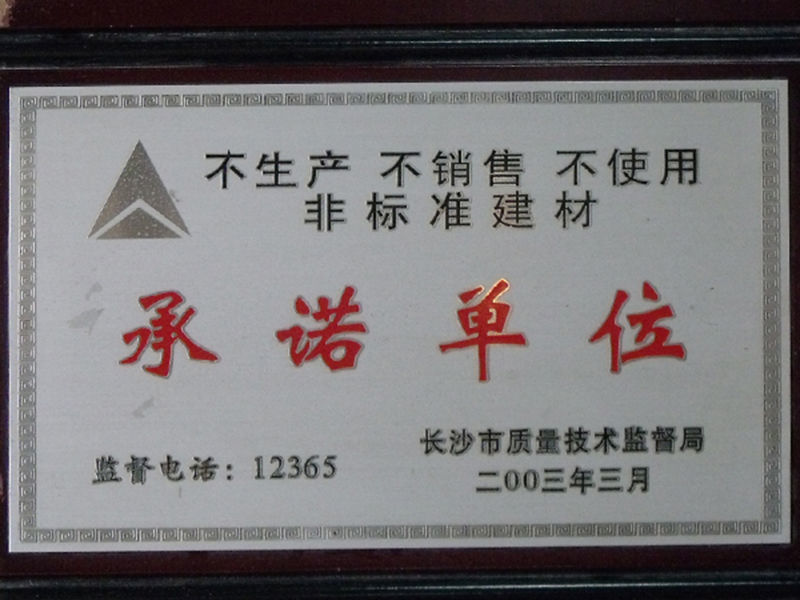 不生产 不销售 不使用
非标准建材
承诺单位
监督电话：12365
长沙市质量技术监督局
二00三年三月